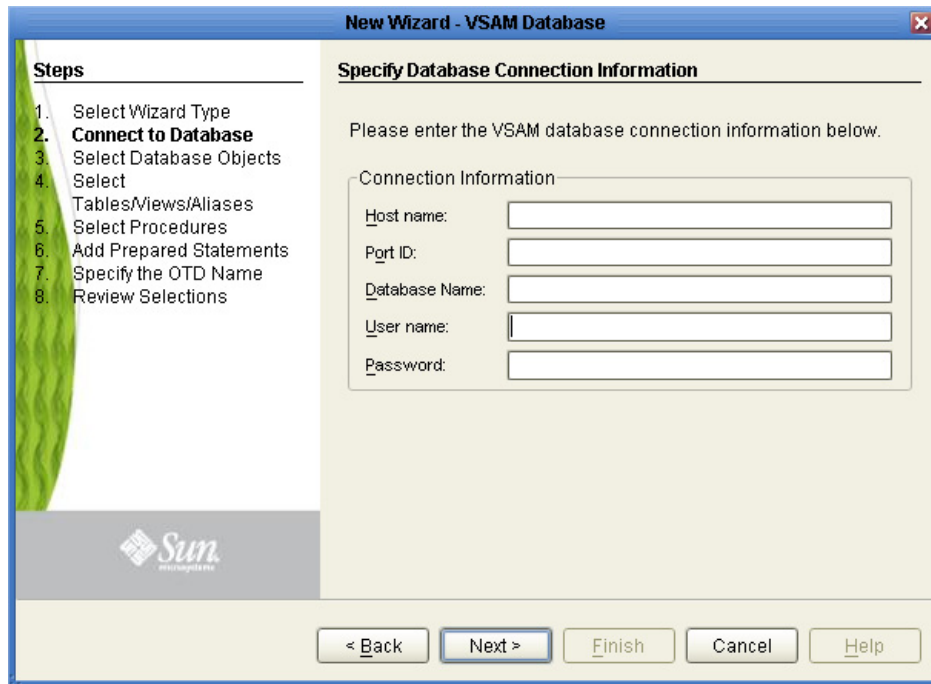 New Wizard - VSAM Database
Steps
1. Select Wizard Type
2. Connect to Database
3. Select Database Objects
4. Select
Tables/Views/Aliases
5. Select Procedures
6. Add Prepared Statements
7. Specify the OTD Name
8. Review Selections
Sun
microsystems
Specify Database Connection Information
Please enter the VSAM database connection information below.
Connection Information
Host name:
Port ID:
Database Name:
User name:
Password:
< Back
Next >
Finish
Cancel
Help